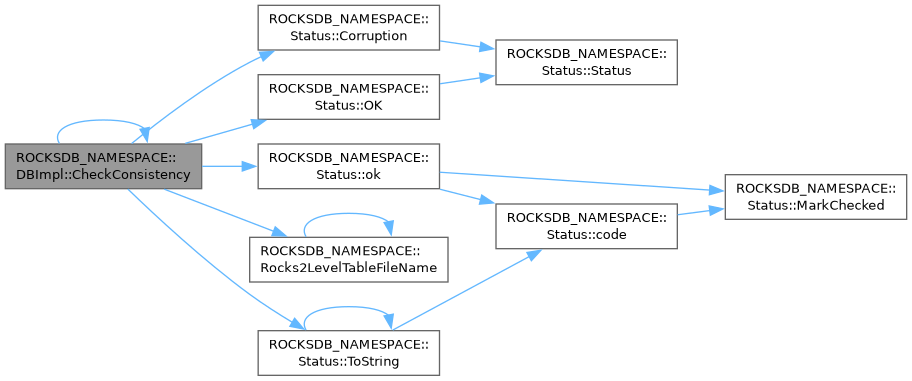 ROCKSDB_NAMESPACE::
DBImpl::CheckConsistency
ROCKSDB_NAMESPACE::
Status::Corruption
ROCKSDB_NAMESPACE::
Status::OK
ROCKSDB_NAMESPACE::
Status::ok
ROCKSDB_NAMESPACE::
Rocks2LevelTableFileName
ROCKSDB_NAMESPACE::
Status::ToString
ROCKSDB_NAMESPACE::
Status::Status
ROCKSDB_NAMESPACE::
Status::code
ROCKSDB_NAMESPACE::
Status::MarkChecked